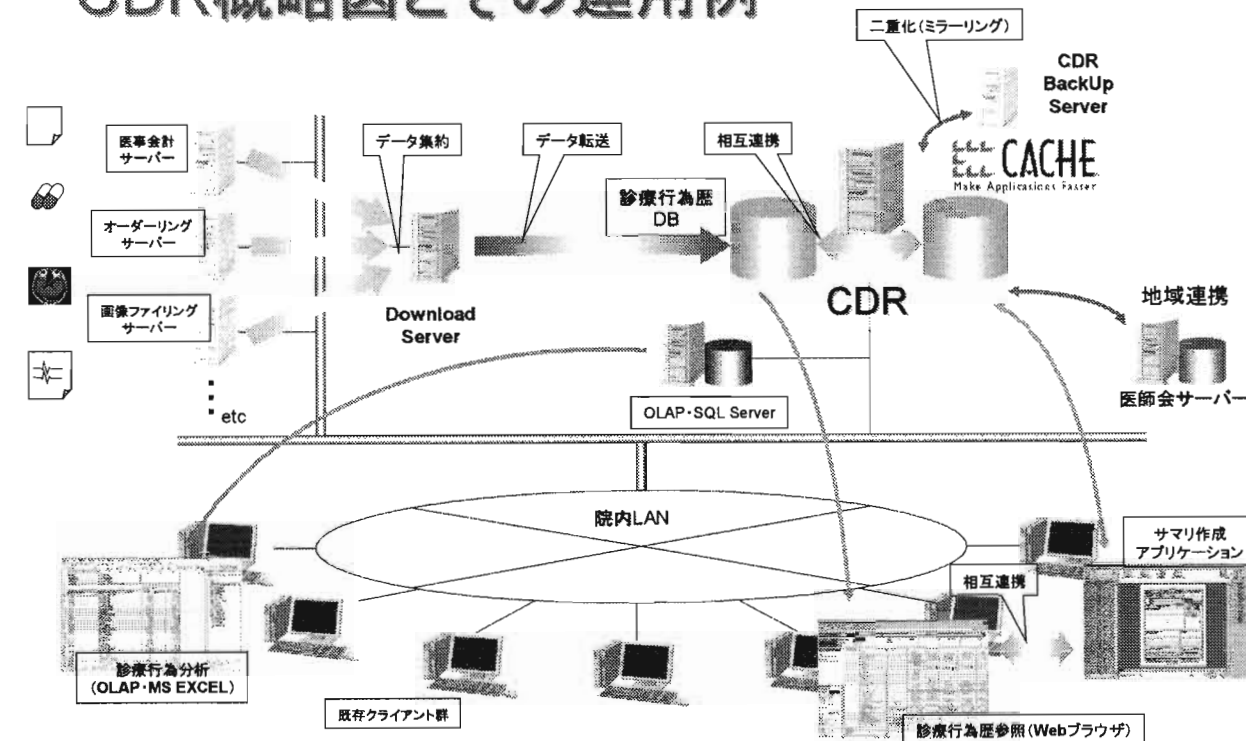 CDR概略図とその運用例
二重化(ミラーリング)
CDR
BackUp
Server
CACHE
Make Applications Faster
医事会計
サーバー
データ集約
データ転送
相互連携
診療行為歴
DB
オーダーリング
サーバー
画像ファイリング
サーバー
Download
Server
CDR
地域連携
医師会サーバー
etc
OLAP・SQL Server
院内LAN
サマリ作成
アプリケーション
相互連携
診療行為分析
(OLAP・MS EXCEL)
既存クライアント群
診療行為歴参照(Webブラウザ)